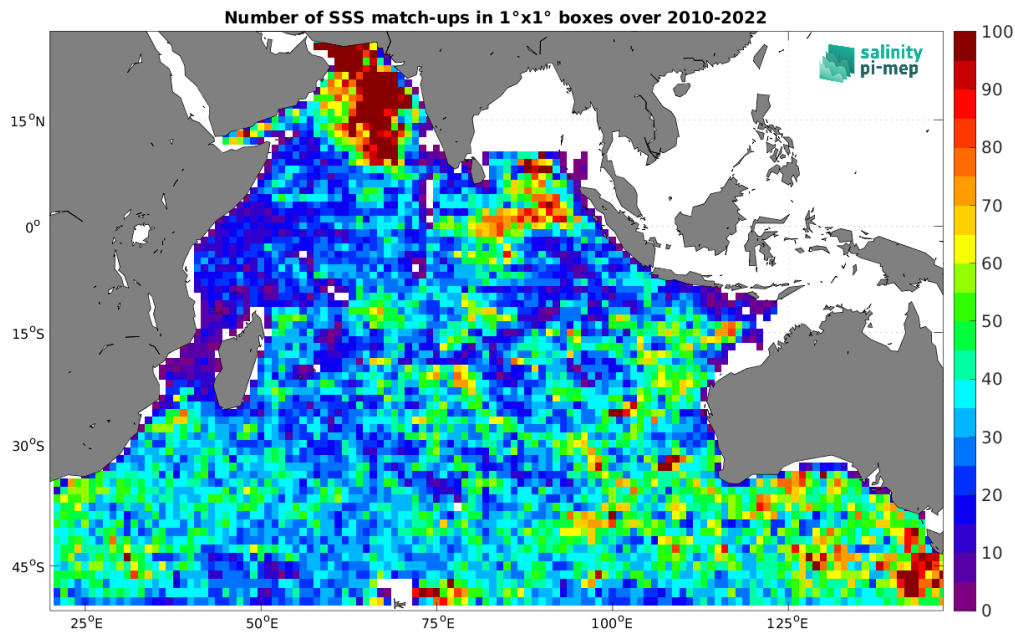 Number of SSS match-ups in 1°x1° boxes over 2010-2022
salinity
pi-mep
15°N
0°
15°S
30°S
45°S
25°E
50°E
75°E
100°E
125°E
100
90
80
70
60
50
40
30
20
10
0